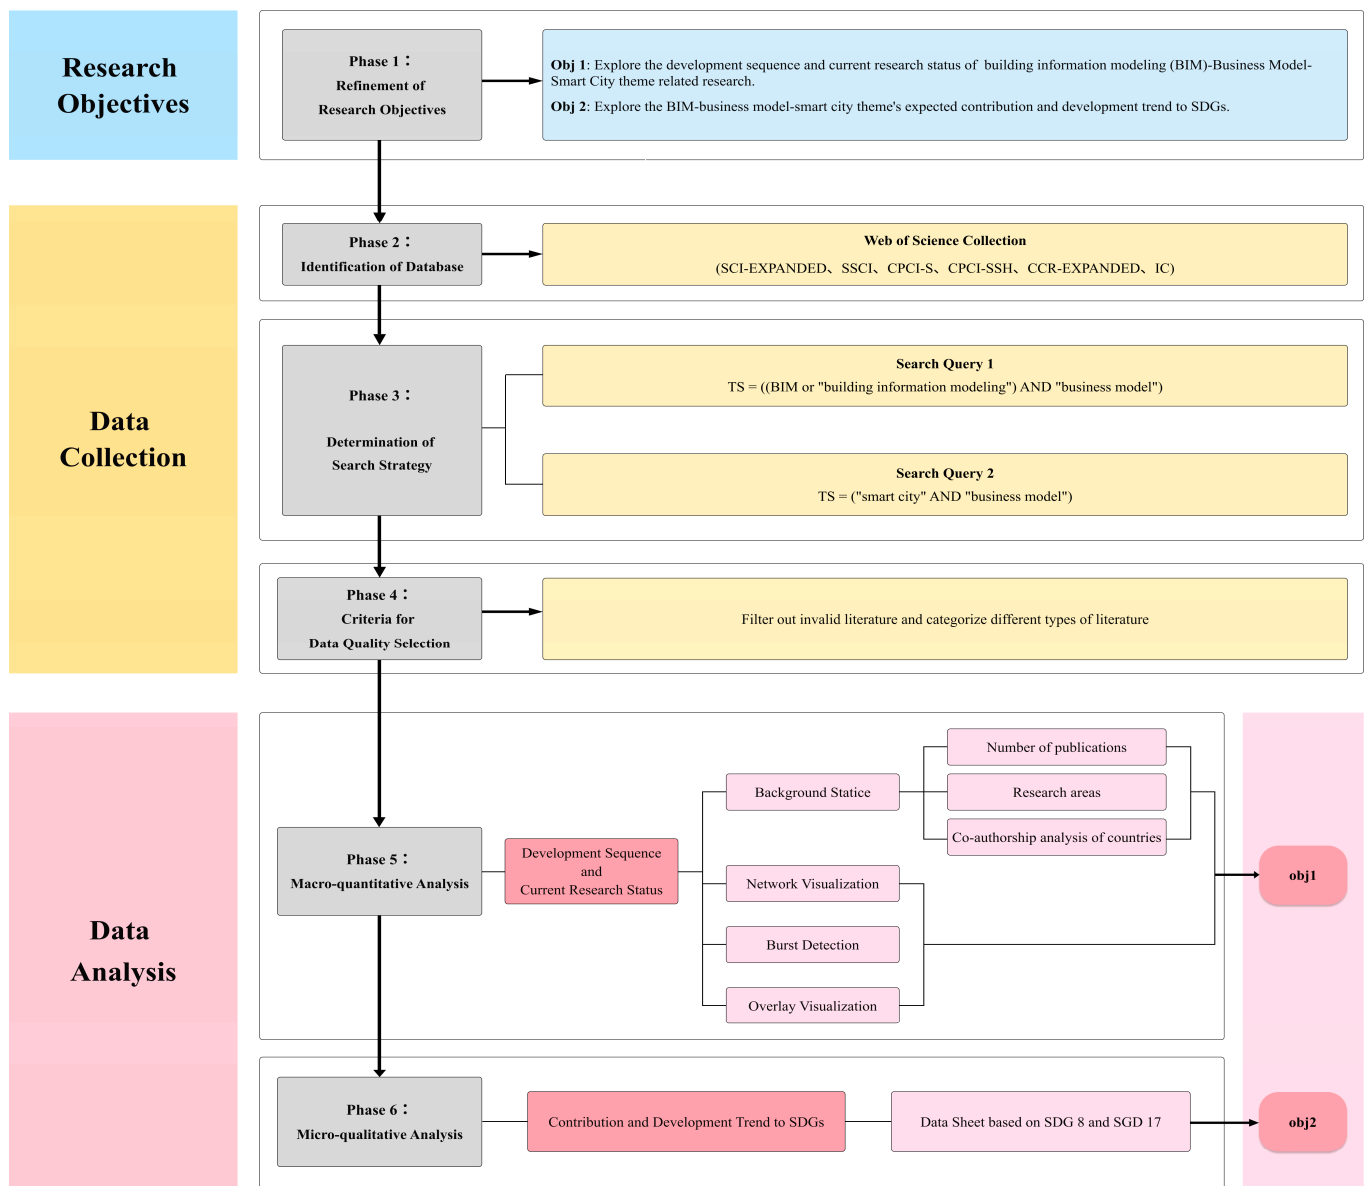 Research
Objectives
Phase 1：
Refinement of
Research Objectives
Obj 1: Explore the development sequence and current research status of building information modeling (BIM)-Business Model-
Smart City theme related research.
Obj 2: Explore the BIM-business model-smart city theme's expected contribution and development trend to SDGs.
Data
Collection
Phase 2：
Identification of Database
Web of Science Collection
(SCI-EXPANDED、SSCI、CPCI-S、CPCI-SSH、CCR-EXPANDED、IC)
Phase 3：
Determination of
Search Strategy
Search Query 1
TS = ((BIM or "building information modeling") AND "business model")
Search Query 2
TS = ("smart city" AND "business model")
Phase 4：
Criteria for
Data Quality Selection
Filter out invalid literature and categorize different types of literature
Data
Analysis
Phase 5：
Macro-quantitative Analysis
Development Sequence
and
Current Research Status
Background Statice
Network Visualization
Burst Detection
Overlay Visualization
Number of publications
Research areas
Co-authorship analysis of countries
obj1
Phase 6：
Micro-qualitative Analysis
Contribution and Development Trend to SDGs
Data Sheet based on SDG 8 and SGD 17
obj2